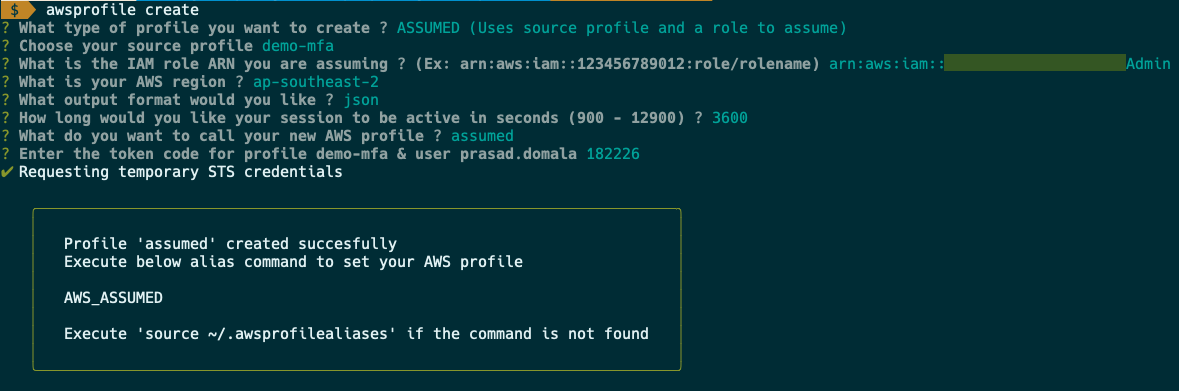 $ awsprofile create
? What type of profile you want to create ? ASSUMED (Uses source profile and a role to assume)
? Choose your source profile demo-mfa
? What is the IAM role ARN you are assuming ? (Ex: arn:aws:iam::123456789012:role/rolename) arn:aws:iam:: Admin
? What is your AWS region ? ap-southeast-2
? What output format would you like ? json
? How long would you like your session to be active in seconds (900 - 12900) ? 3600
? What do you want to call your new AWS profile ? assumed
? Enter the token code for profile demo-mfa & user prasad.domala 182226
✔ Requesting temporary STS credentials
Profile 'assumed' created succesfully
Execute below alias command to set your AWS profile
AWS_ASSUMED
Execute 'source ~/.awsprofilealiases' if the command is not found